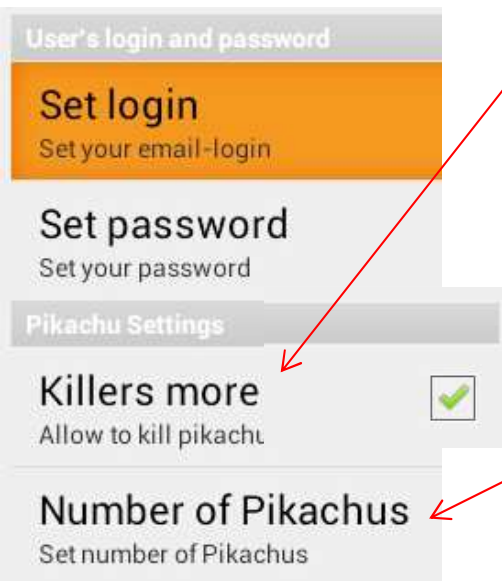 User's login and password
Set login
Set your email-login
Set password
Set your password
Pikachu Settings
Killers more
Allow to kill pikachu
Number of Pikachus
Set number of Pikachus